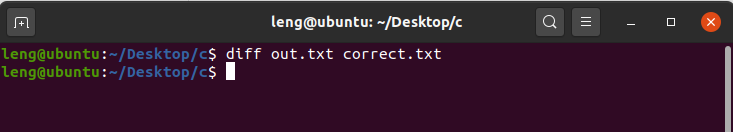 leng@ubuntu: ~/Desktop/c
leng@ubuntu:~/Desktop/c$ diff out.txt correct.txt
leng@ubuntu:~/Desktop/c$